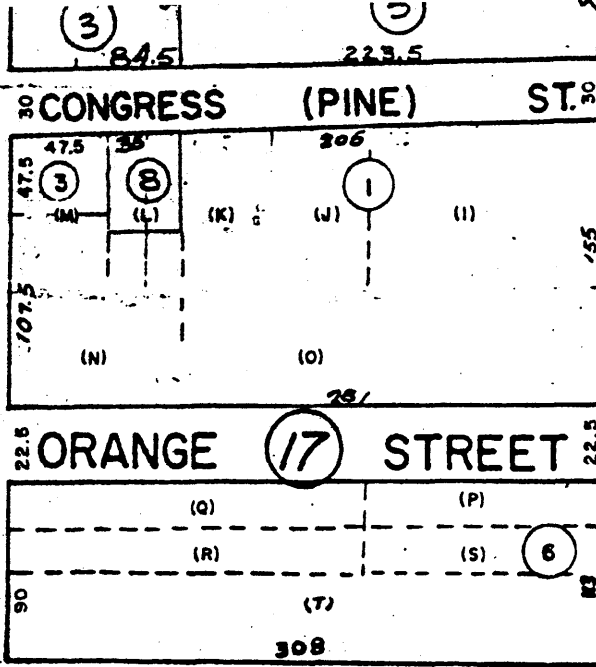 3 5
84.5 223.5
30 CONGRESS (PINE) ST. 30
47.5 35 206
47.5 3 8 1
(M) (L) (K) (J) (I)
155
107.5
(N) (O)
22.5 ORANGE 17 STREET 22.5
(Q) (P)
(R) (S) 6
90 (T)
308